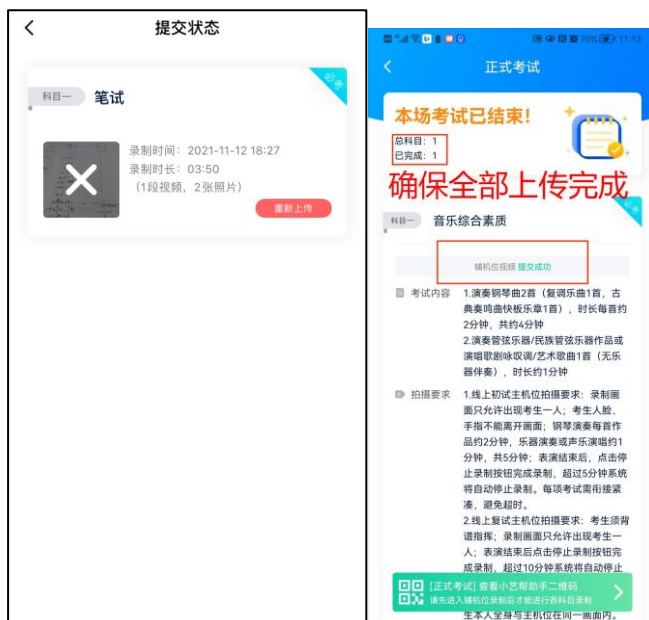 提交状态
科目一 笔试
必考
录制时间：2021-11-12 18:27
录制时长：03:50
（1段视频，2张照片）
重新上传
70% 11:13
正式考试
本场考试已结束！
总科目：1
已完成：1
确保全部上传完成
必考
科目一 音乐综合素质
辅机位视频 提交成功
考试内容 1.演奏钢琴曲2首（复调乐曲1首，古
典奏鸣曲快板乐章1首），时长每首约
2分钟，共约4分钟
2.演奏管弦乐器/民族管弦乐器作品或
演唱歌剧咏叹调/艺术歌曲1首（无乐
器伴奏），时长约1分钟
拍摄要求 1.线上初试主机位拍摄要求：录制画
面只允许出现考生一人；考生人脸、
手指不能离开画面；钢琴演奏每首作
品约2分钟，乐器演奏或声乐演唱约1
分钟，共5分钟；表演结束后，点击停
止录制按钮完成录制，超过5分钟系统
将自动停止录制。每项考试需衔接紧
凑，避免超时。
2.线上复试主机位拍摄要求：考生须背
谱指挥；录制画面只允许出现考生一
人；表演结束后点击停止录制按钮完
成录制，超过10分钟系统将自动停止
[正式考试] 查看小艺帮助手二维码
请先进入辅机位录制后才能进行各科目录制
生本人全身与主机位在同一画面内。